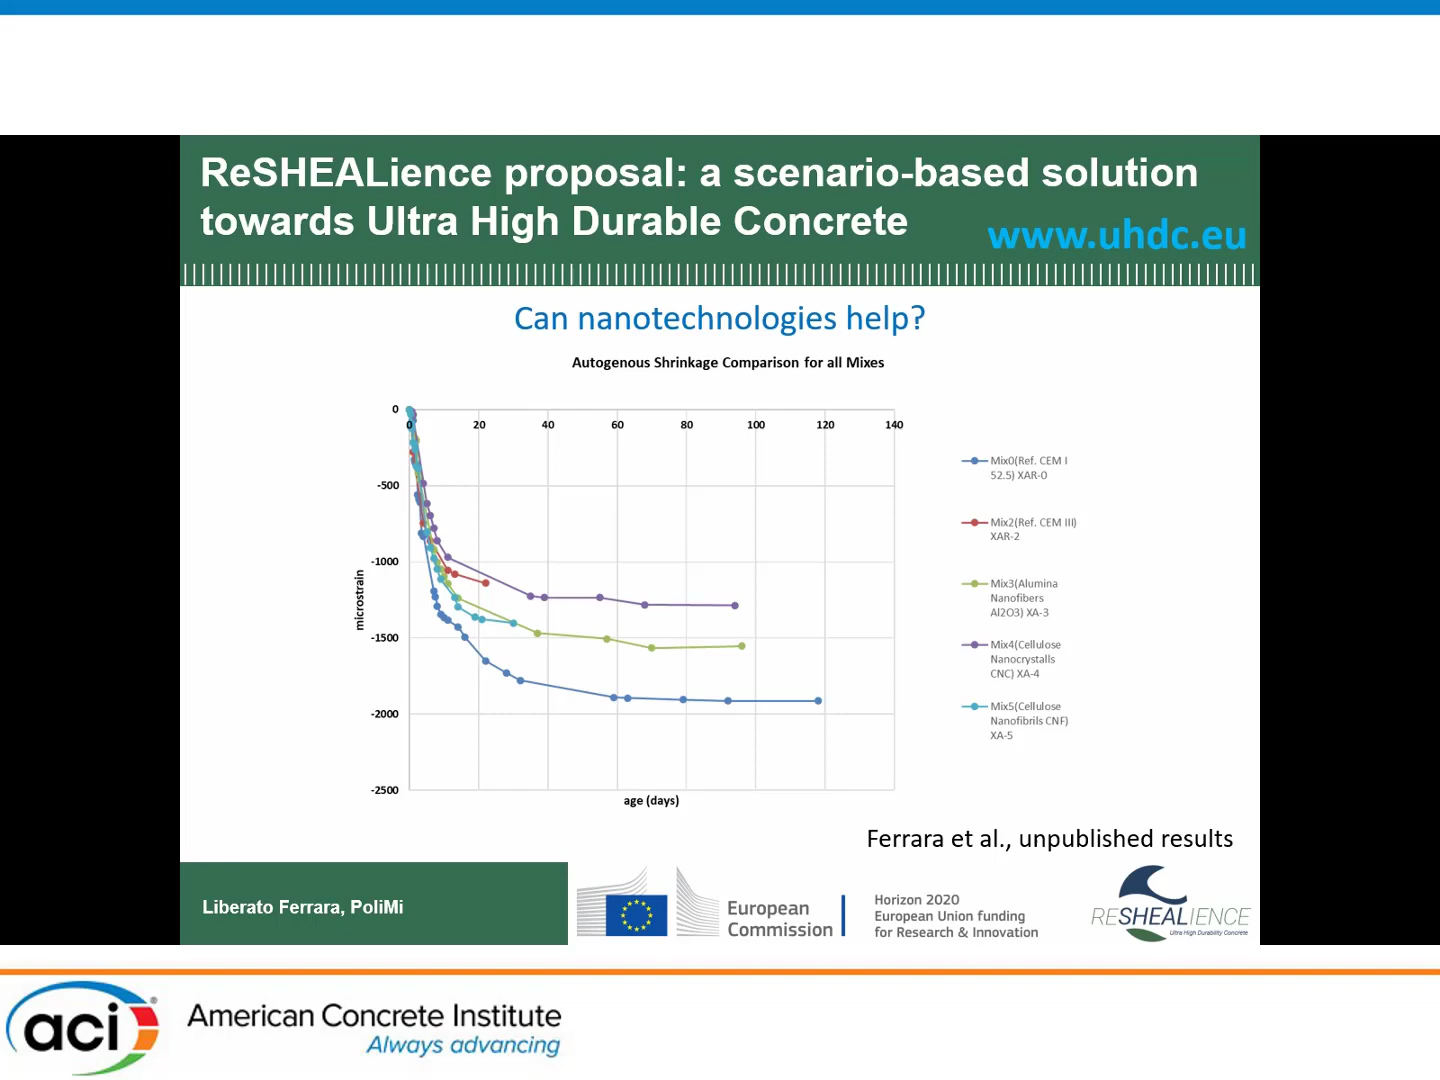 ReSHEALience proposal: a scenario-based solution
towards Ultra High Durable Concrete
www.uhdc.eu
Can nanotechnologies help?
Autogenous Shrinkage Comparison for all Mixes
0
0 20 40 60 80 100 120 140
-500
-1000
-1500
-2000
-2500
microstrain
age (days)
Mix0(Ref. CEM I
52.5) XAR-0
Mix2(Ref. CEM III)
XAR-2
Mix3(Alumina
Nanofibers
Al2O3) XA-3
Mix4(Cellulose
Nanocrystalls
CNC) XA-4
Mix5(Cellulose
Nanofibrils CNF)
XA-5
Ferrara et al., unpublished results
Liberato Ferrara, PoliMi
European
Commission
Horizon 2020
European Union funding
for Research & Innovation
RESHEALIENCE
Ultra High Durability Concrete
aci®
American Concrete Institute
Always advancing